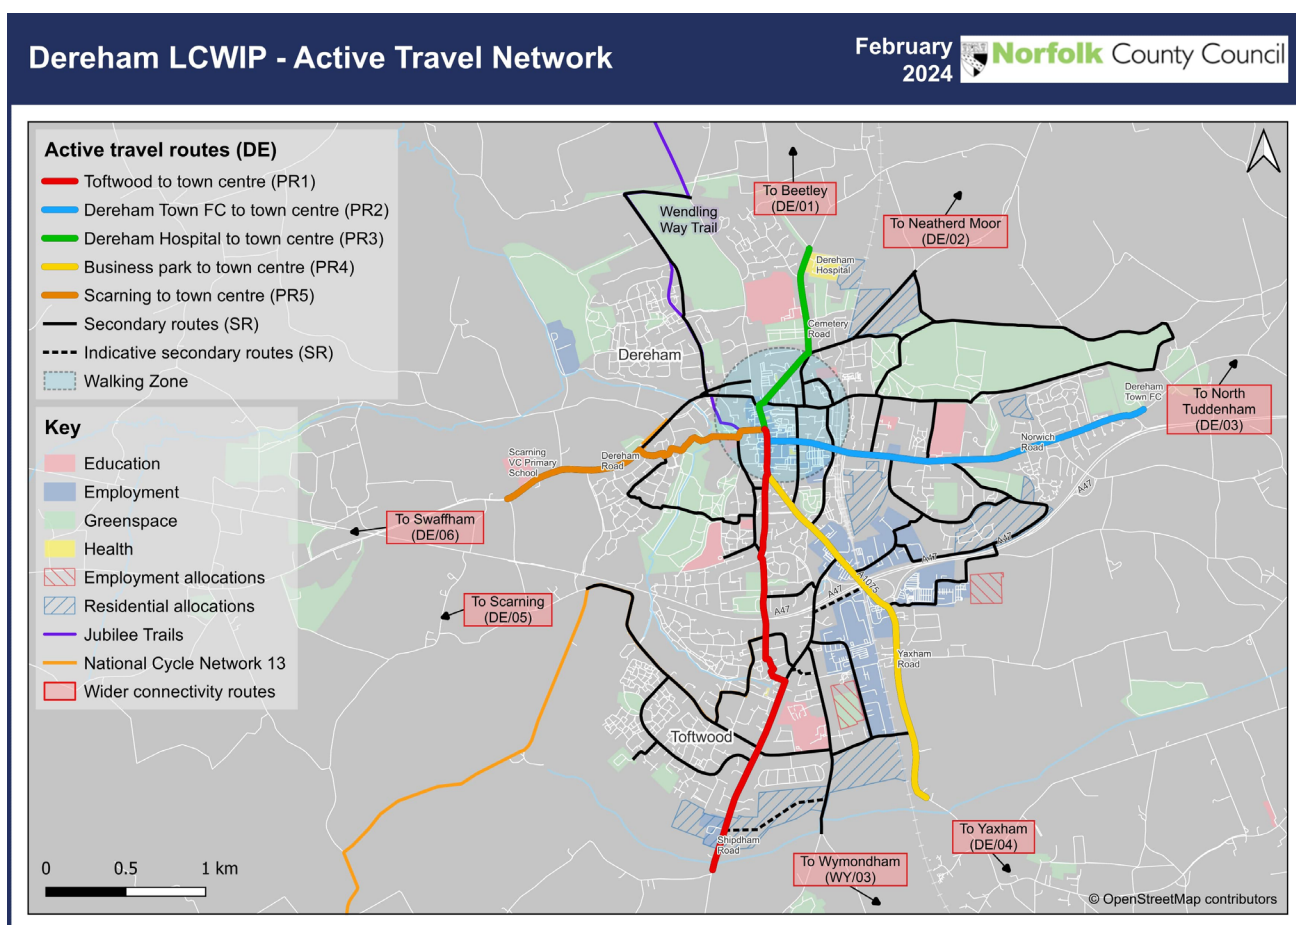 Dereham LCWIP - Active Travel Network
February
2024
Norfolk County Council
Active travel routes (DE)
Toftwood to town centre (PR1)
Dereham Town FC to town centre (PR2)
Dereham Hospital to town centre (PR3)
Business park to town centre (PR4)
Scarning to town centre (PR5)
Secondary routes (SR)
Indicative secondary routes (SR)
Walking Zone
Key
Education
Employment
Greenspace
Health
Employment allocations
Residential allocations
Jubilee Trails
National Cycle Network 13
Wider connectivity routes
To Beetley
(DE/01)
To Neatherd Moor
(DE/02)
Wendling
Way Trail
Dereham
Hospital
Cemetery
Road
Dereham
To North
Tuddenham
(DE/03)
Dereham
Town FC
Norwich
Road
Scarning
VC Primary
School
Dereham
Road
A47
To Swaffham
(DE/06)
A47
A47
A1075
A47
A47
To Scarning
(DE/05)
Yaxham
Road
Toftwood
Shipdham
Road
To Yaxham
(DE/04)
To Wymondham
(WY/03)
0 0.5 1 km
© OpenStreetMap contributors